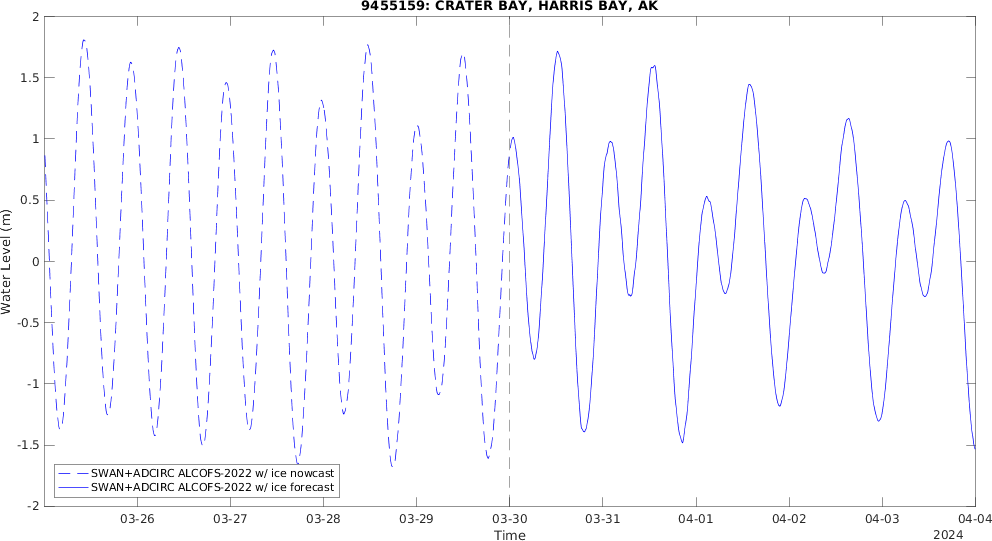 9455159: CRATER BAY, HARRIS BAY, AK
2
1.5
1
0.5
0
-0.5
-1
-1.5
-2
Water Level (m)
SWAN+ADCIRC ALCOFS-2022 w/ ice nowcast
SWAN+ADCIRC ALCOFS-2022 w/ ice forecast
03-26 03-27 03-28 03-29 03-30 03-31 04-01 04-02 04-03 04-04
Time
2024